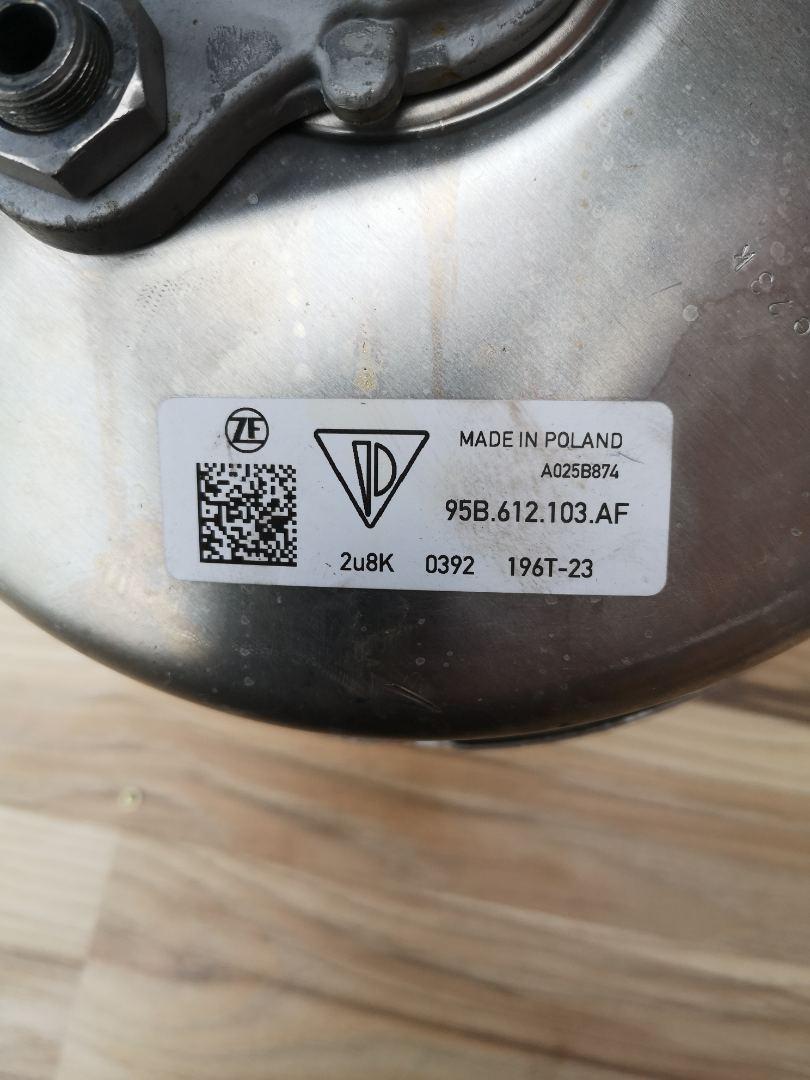 ZF
MADE IN POLAND
A025B874
95B.612.103.AF
2u8K 0392 196T-23